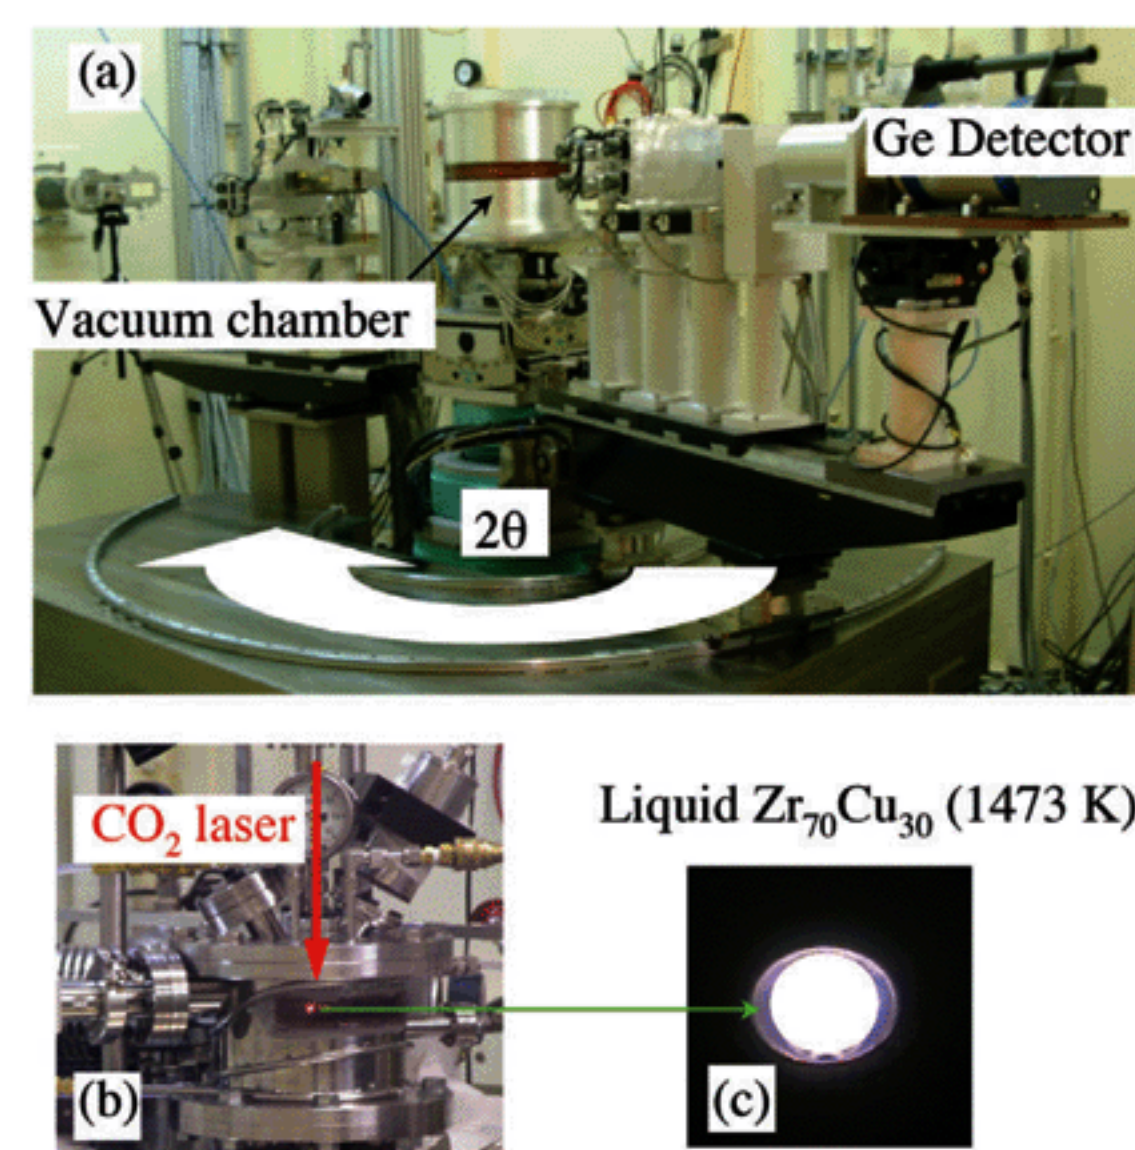 (a)
Ge Detector
Vacuum chamber
2θ
CO₂ laser
Liquid Zr₇₀Cu₃₀ (1473 K)
(b)
(c)